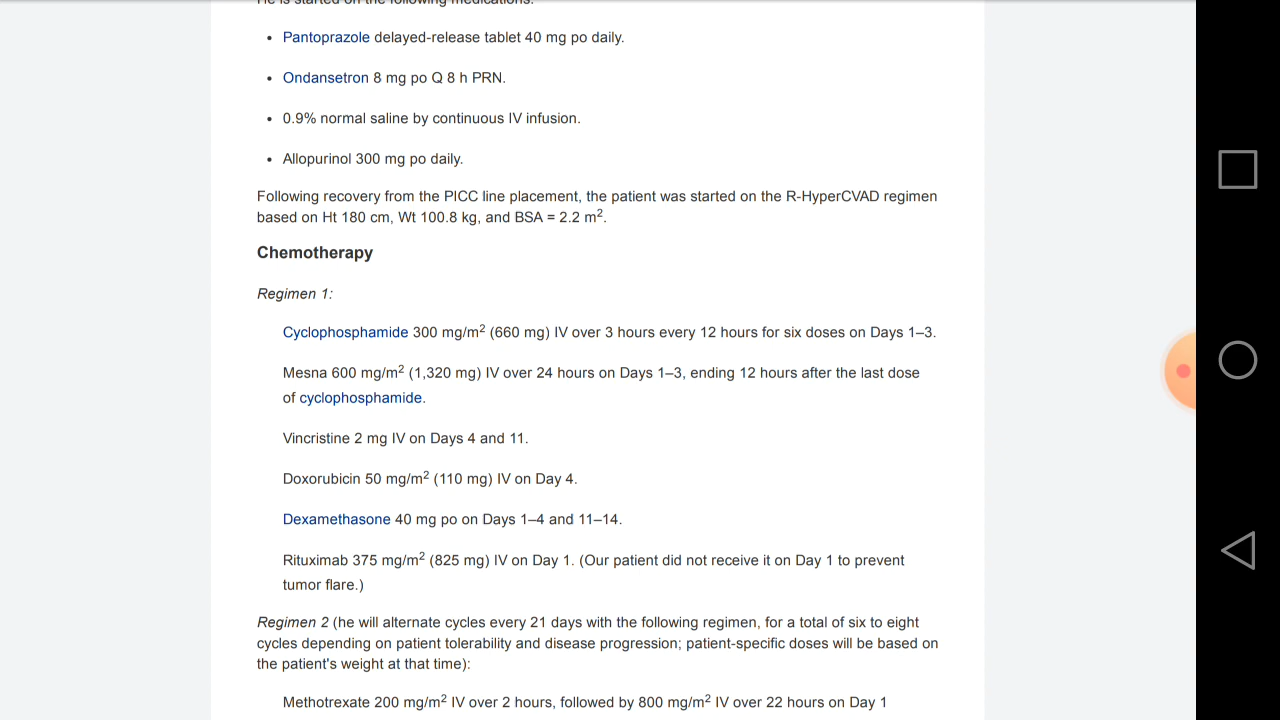 He is started on the following medications:
• Pantoprazole delayed-release tablet 40 mg po daily.
• Ondansetron 8 mg po Q 8 h PRN.
• 0.9% normal saline by continuous IV infusion.
• Allopurinol 300 mg po daily.
Following recovery from the PICC line placement, the patient was started on the R-HyperCVAD regimen
based on Ht 180 cm, Wt 100.8 kg, and BSA = 2.2 m².
Chemotherapy
Regimen 1:
Cyclophosphamide 300 mg/m² (660 mg) IV over 3 hours every 12 hours for six doses on Days 1–3.
Mesna 600 mg/m² (1,320 mg) IV over 24 hours on Days 1–3, ending 12 hours after the last dose
of cyclophosphamide.
Vincristine 2 mg IV on Days 4 and 11.
Doxorubicin 50 mg/m² (110 mg) IV on Day 4.
Dexamethasone 40 mg po on Days 1–4 and 11–14.
Rituximab 375 mg/m² (825 mg) IV on Day 1. (Our patient did not receive it on Day 1 to prevent
tumor flare.)
Regimen 2 (he will alternate cycles every 21 days with the following regimen, for a total of six to eight
cycles depending on patient tolerability and disease progression; patient-specific doses will be based on
the patient's weight at that time):
Methotrexate 200 mg/m² IV over 2 hours, followed by 800 mg/m² IV over 22 hours on Day 1